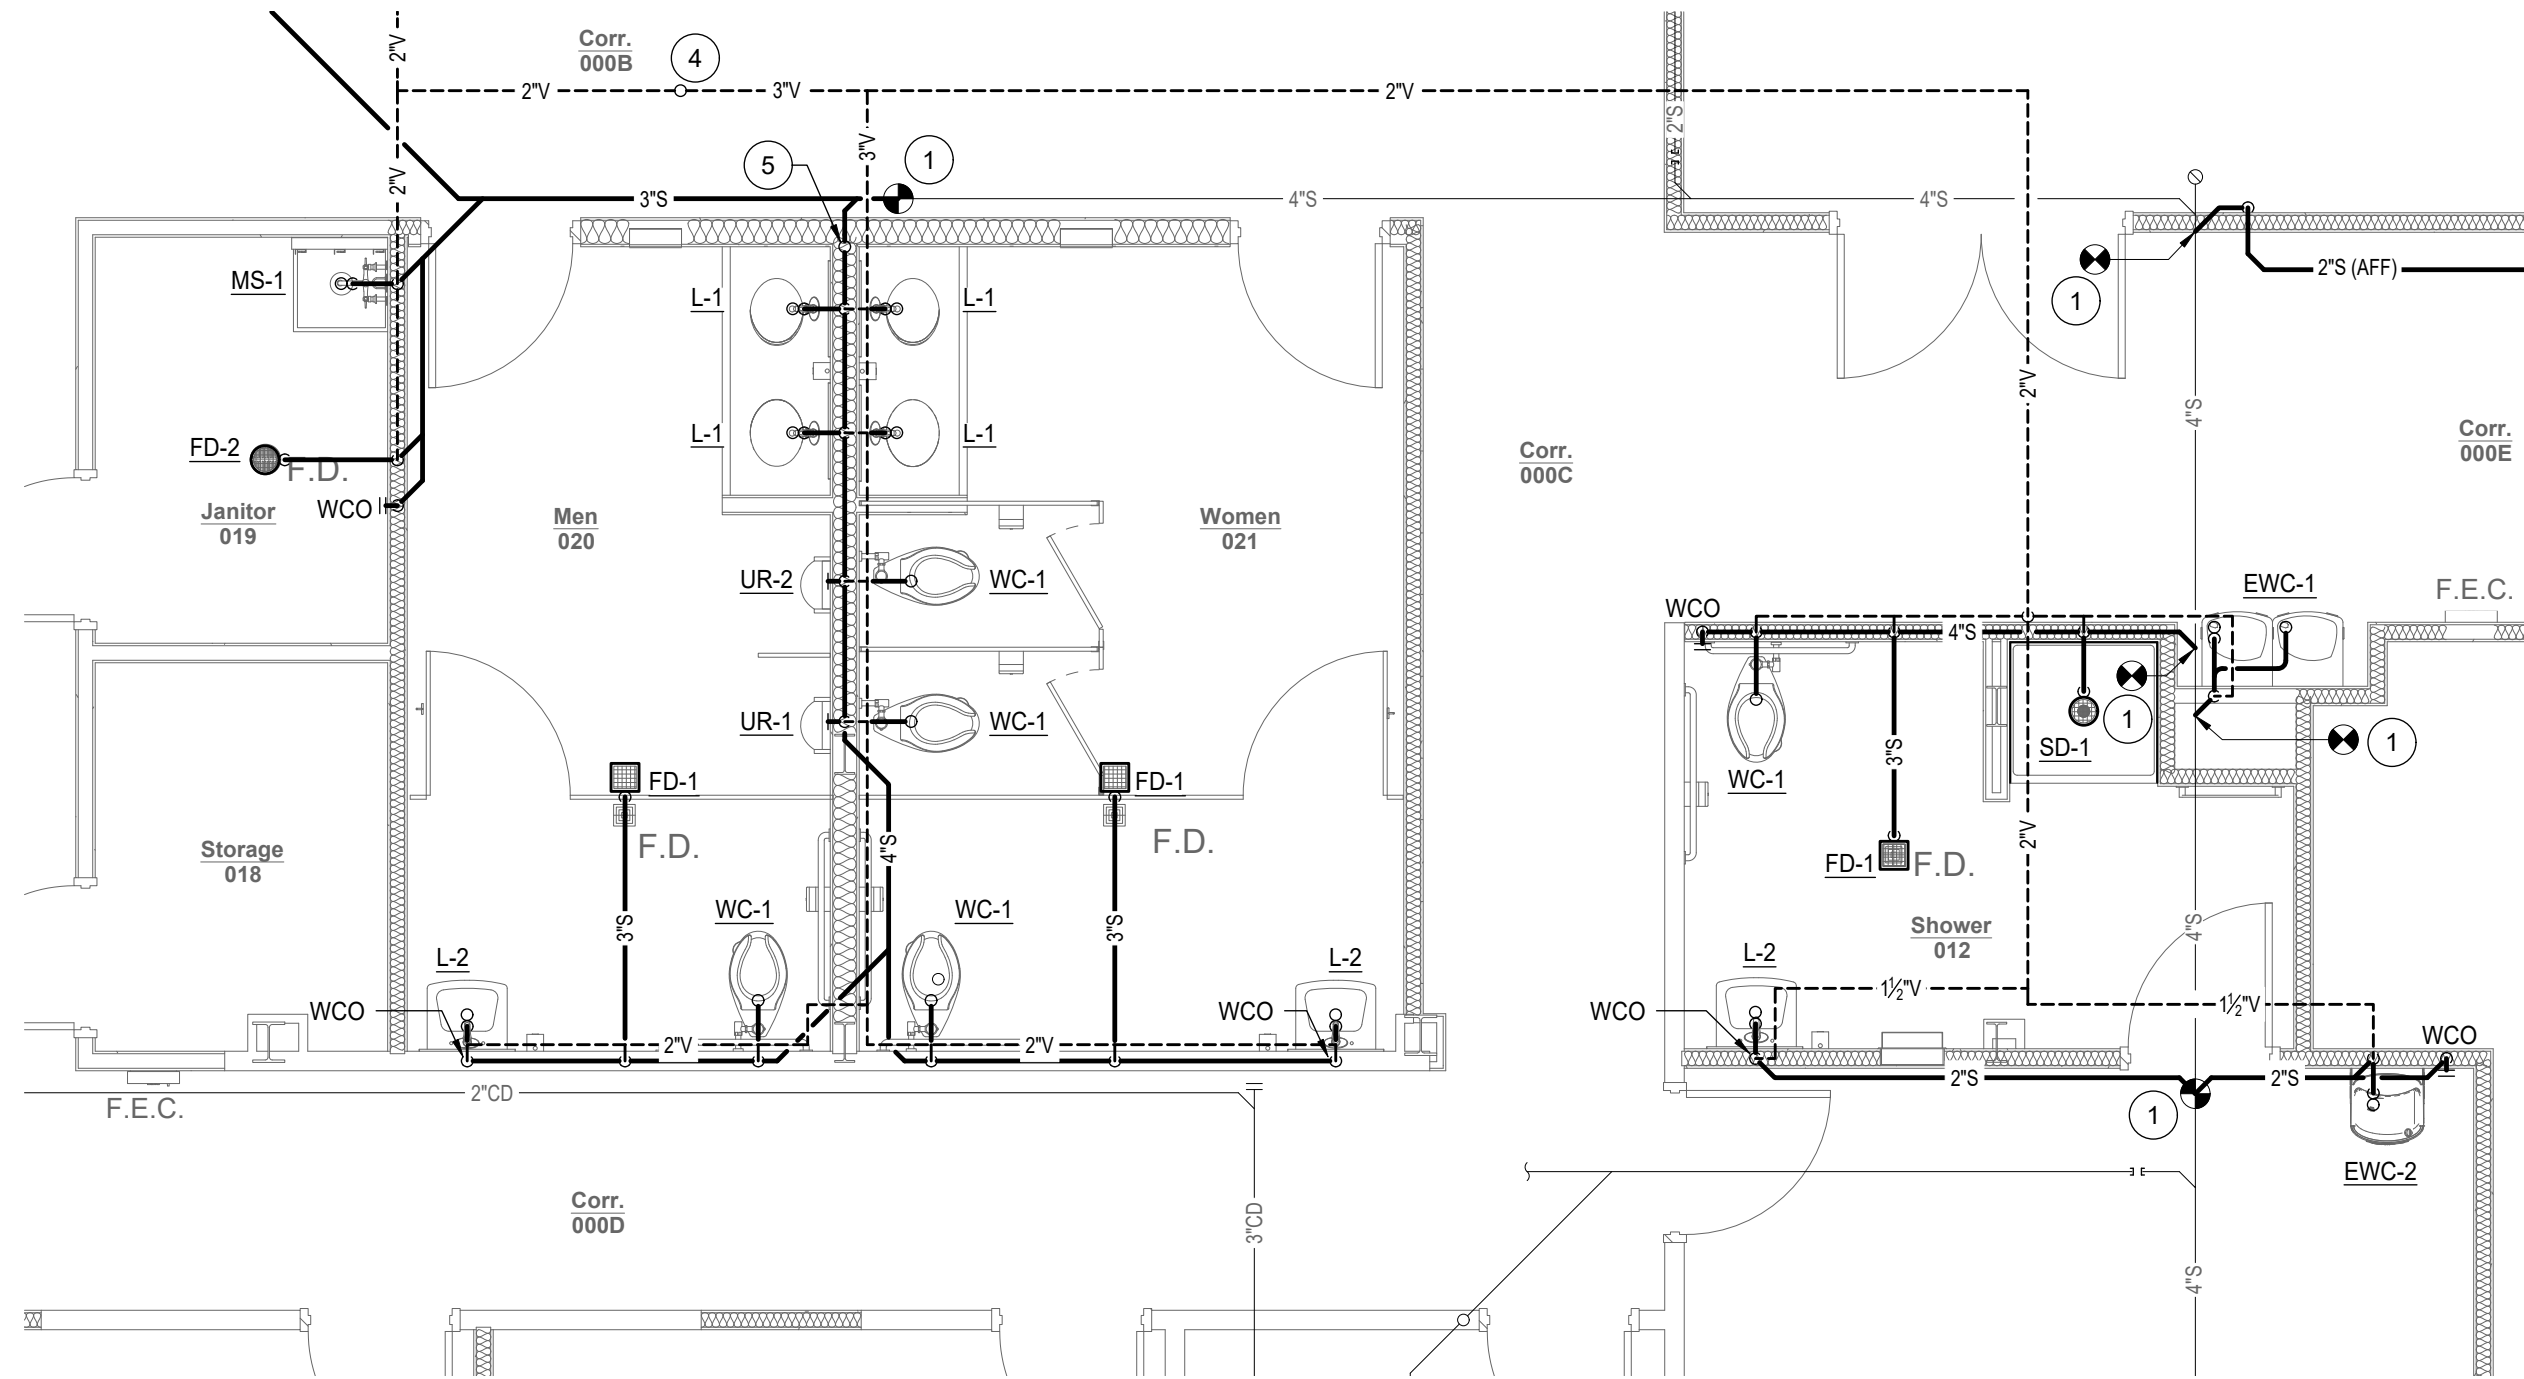 Corr.
000B
4
2"V
2"V
3"V
2"V
2"S
3"V
1
5
2"V
3"S
4"S
4"S
MS-1
L-1
L-1
1
2"S (AFF)
2"V
4"S
L-1
L-1
FD-2
F.D.
WCO
Janitor
019
Men
020
Women
021
Corr.
000C
Corr.
000E
UR-2
WC-1
EWC-1
F.E.C.
WCO
4"S
UR-1
WC-1
1
1
SD-1
3"S
WC-1
FD-1
FD-1
F.D.
F.D.
4"S
2"V
FD-1
F.D.
Storage
018
3"S
WC-1
WC-1
3"S
Shower
012
4"S
L-2
L-2
L-2
WCO
WCO
WCO
1½"V
1½"V
WCO
2"V
2"V
2"S
2"S
2"CD
F.E.C.
1
EWC-2
Corr.
000D
3"CD
4"S